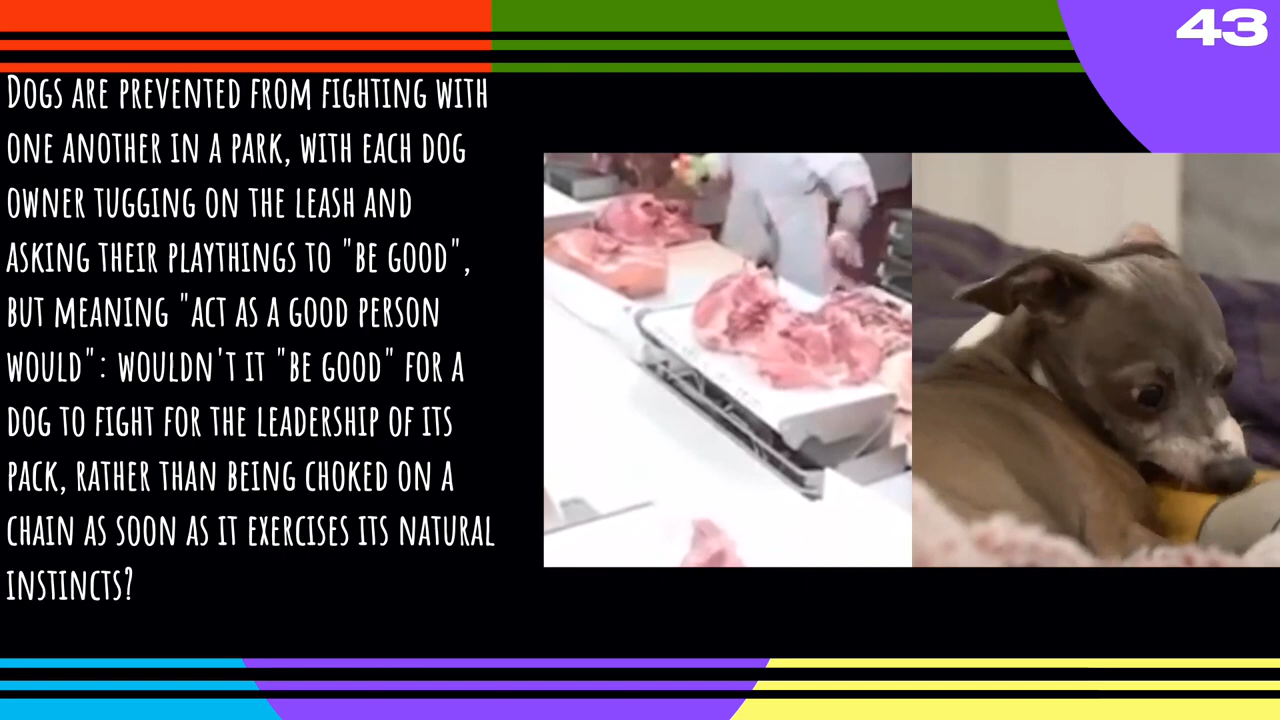 43
Dogs are prevented from fighting with
one another in a park, with each dog
owner tugging on the leash and
asking their playthings to "be good",
but meaning "act as a good person
would": wouldn't it "be good" for a
dog to fight for the leadership of its
pack, rather than being choked on a
chain as soon as it exercises its natural
instincts?